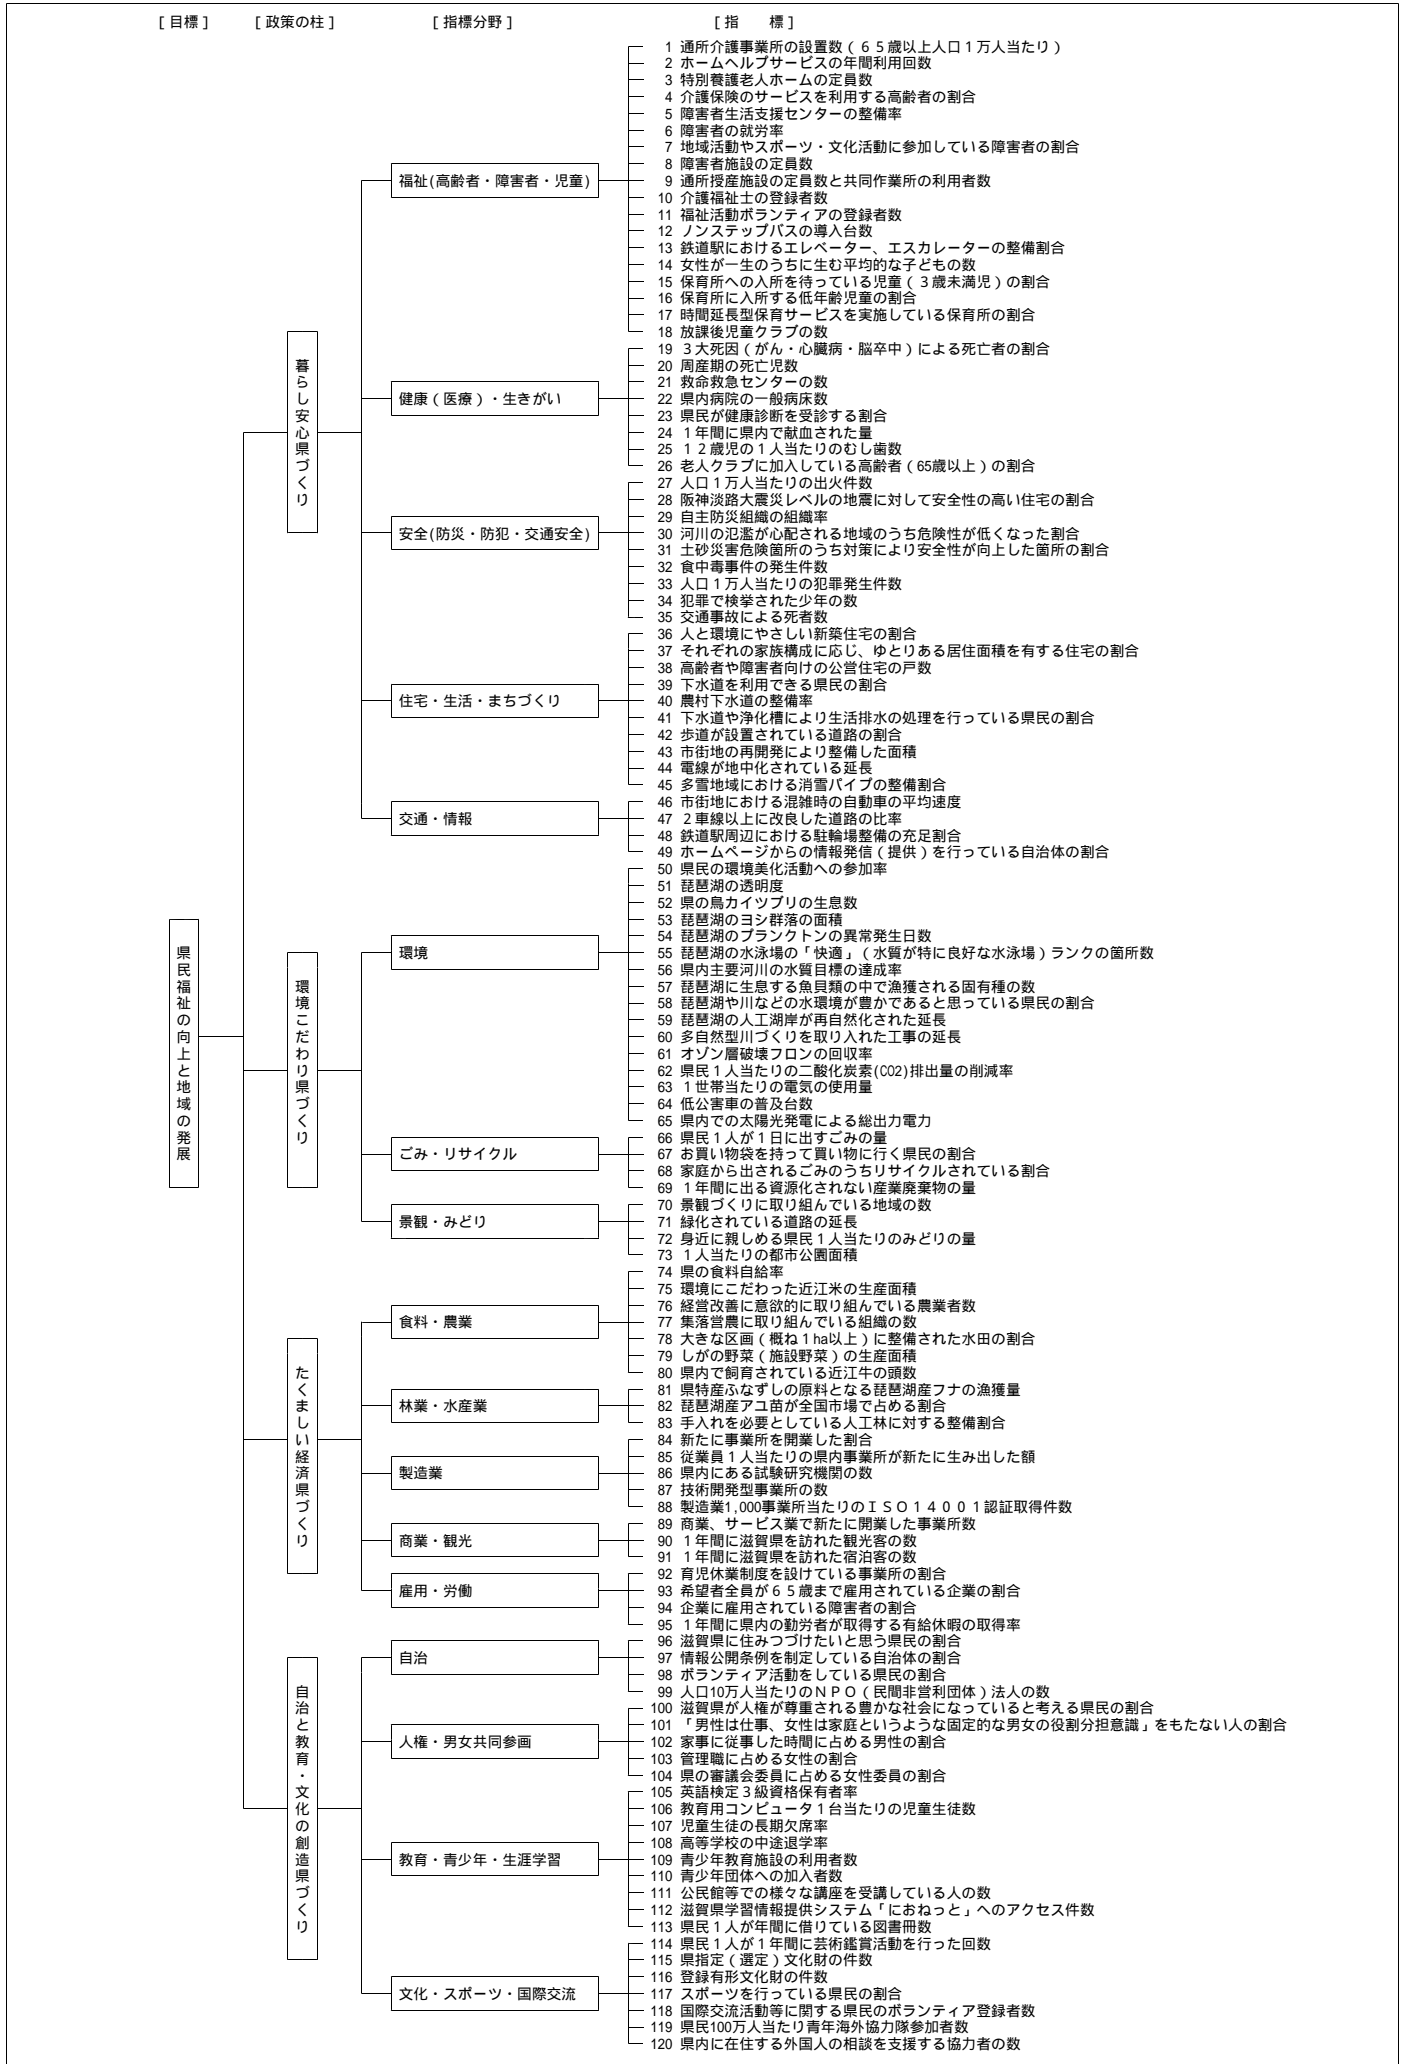 [ 目標 ]　[ 政策の柱 ]　[ 指標分野 ]　[ 指　　標 ]
県民福祉の向上と地域の発展
暮らし安心県づくり
福祉(高齢者・障害者・児童)
1 通所介護事業所の設置数（６５歳以上人口１万人当たり）
2 ホームヘルプサービスの年間利用回数
3 特別養護老人ホームの定員数
4 介護保険のサービスを利用する高齢者の割合
5 障害者生活支援センターの整備率
6 障害者の就労率
7 地域活動やスポーツ・文化活動に参加している障害者の割合
8 障害者施設の定員数
9 通所授産施設の定員数と共同作業所の利用者数
10 介護福祉士の登録者数
11 福祉活動ボランティアの登録者数
12 ノンステップバスの導入台数
13 鉄道駅におけるエレベーター、エスカレーターの整備割合
14 女性が一生のうちに生む平均的な子どもの数
15 保育所への入所を待っている児童（３歳未満児）の割合
16 保育所に入所する低年齢児童の割合
17 時間延長型保育サービスを実施している保育所の割合
18 放課後児童クラブの数
健康（医療）・生きがい
19 ３大死因（がん・心臓病・脳卒中）による死亡者の割合
20 周産期の死亡児数
21 救命救急センターの数
22 県内病院の一般病床数
23 県民が健康診断を受診する割合
24 １年間に県内で献血された量
25 １２歳児の１人当たりのむし歯数
26 老人クラブに加入している高齢者（65歳以上）の割合
安全(防災・防犯・交通安全)
27 人口１万人当たりの出火件数
28 阪神淡路大震災レベルの地震に対して安全性の高い住宅の割合
29 自主防災組織の組織率
30 河川の氾濫が心配される地域のうち危険性が低くなった割合
31 土砂災害危険箇所のうち対策により安全性が向上した箇所の割合
32 食中毒事件の発生件数
33 人口１万人当たりの犯罪発生件数
34 犯罪で検挙された少年の数
35 交通事故による死者数
住宅・生活・まちづくり
36 人と環境にやさしい新築住宅の割合
37 それぞれの家族構成に応じ、ゆとりある居住面積を有する住宅の割合
38 高齢者や障害者向けの公営住宅の戸数
39 下水道を利用できる県民の割合
40 農村下水道の整備率
41 下水道や浄化槽により生活排水の処理を行っている県民の割合
42 歩道が設置されている道路の割合
43 市街地の再開発により整備した面積
44 電線が地中化されている延長
45 多雪地域における消雪パイプの整備割合
交通・情報
46 市街地における混雑時の自動車の平均速度
47 ２車線以上に改良した道路の比率
48 鉄道駅周辺における駐輪場整備の充足割合
49 ホームページからの情報発信（提供）を行っている自治体の割合
環境こだわり県づくり
環境
50 県民の環境美化活動への参加率
51 琵琶湖の透明度
52 県の鳥カイツブリの生息数
53 琵琶湖のヨシ群落の面積
54 琵琶湖のプランクトンの異常発生日数
55 琵琶湖の水泳場の「快適」（水質が特に良好な水泳場）ランクの箇所数
56 県内主要河川の水質目標の達成率
57 琵琶湖に生息する魚貝類の中で漁獲される固有種の数
58 琵琶湖や川などの水環境が豊かであると思っている県民の割合
59 琵琶湖の人工湖岸が再自然化された延長
60 多自然型川づくりを取り入れた工事の延長
61 オゾン層破壊フロンの回収率
62 県民１人当たりの二酸化炭素(CO2)排出量の削減率
63 １世帯当たりの電気の使用量
64 低公害車の普及台数
65 県内での太陽光発電による総出力電力
ごみ・リサイクル
66 県民１人が１日に出すごみの量
67 お買い物袋を持って買い物に行く県民の割合
68 家庭から出されるごみのうちリサイクルされている割合
69 １年間に出る資源化されない産業廃棄物の量
景観・みどり
70 景観づくりに取り組んでいる地域の数
71 緑化されている道路の延長
72 身近に親しめる県民１人当たりのみどりの量
73 １人当たりの都市公園面積
たくましい経済県づくり
食料・農業
74 県の食料自給率
75 環境にこだわった近江米の生産面積
76 経営改善に意欲的に取り組んでいる農業者数
77 集落営農に取り組んでいる組織の数
78 大きな区画（概ね１ha以上）に整備された水田の割合
79 しがの野菜（施設野菜）の生産面積
80 県内で飼育されている近江牛の頭数
林業・水産業
81 県特産ふなずしの原料となる琵琶湖産フナの漁獲量
82 琵琶湖産アユ苗が全国市場で占める割合
83 手入れを必要としている人工林に対する整備割合
製造業
84 新たに事業所を開業した割合
85 従業員１人当たりの県内事業所が新たに生み出した額
86 県内にある試験研究機関の数
87 技術開発型事業所の数
88 製造業1,000事業所当たりのＩＳＯ１４００１認証取得件数
商業・観光
89 商業、サービス業で新たに開業した事業所数
90 １年間に滋賀県を訪れた観光客の数
91 １年間に滋賀県を訪れた宿泊客の数
雇用・労働
92 育児休業制度を設けている事業所の割合
93 希望者全員が６５歳まで雇用されている企業の割合
94 企業に雇用されている障害者の割合
95 １年間に県内の勤労者が取得する有給休暇の取得率
自治と教育・文化の創造県づくり
自治
96 滋賀県に住みつづけたいと思う県民の割合
97 情報公開条例を制定している自治体の割合
98 ボランティア活動をしている県民の割合
99 人口10万人当たりのＮＰＯ（民間非営利団体）法人の数
人権・男女共同参画
100 滋賀県が人権が尊重される豊かな社会になっていると考える県民の割合
101 「男性は仕事、女性は家庭というような固定的な男女の役割分担意識」をもたない人の割合
102 家事に従事した時間に占める男性の割合
103 管理職に占める女性の割合
104 県の審議会委員に占める女性委員の割合
教育・青少年・生涯学習
105 英語検定３級資格保有者率
106 教育用コンピュータ１台当たりの児童生徒数
107 児童生徒の長期欠席率
108 高等学校の中途退学率
109 青少年教育施設の利用者数
110 青少年団体への加入者数
111 公民館等での様々な講座を受講している人の数
112 滋賀県学習情報提供システム「におねっと」へのアクセス件数
113 県民１人が年間に借りている図書冊数
文化・スポーツ・国際交流
114 県民１人が１年間に芸術鑑賞活動を行った回数
115 県指定（選定）文化財の件数
116 登録有形文化財の件数
117 スポーツを行っている県民の割合
118 国際交流活動等に関する県民のボランティア登録者数
119 県民100万人当たり青年海外協力隊参加者数
120 県内に在住する外国人の相談を支援する協力者の数